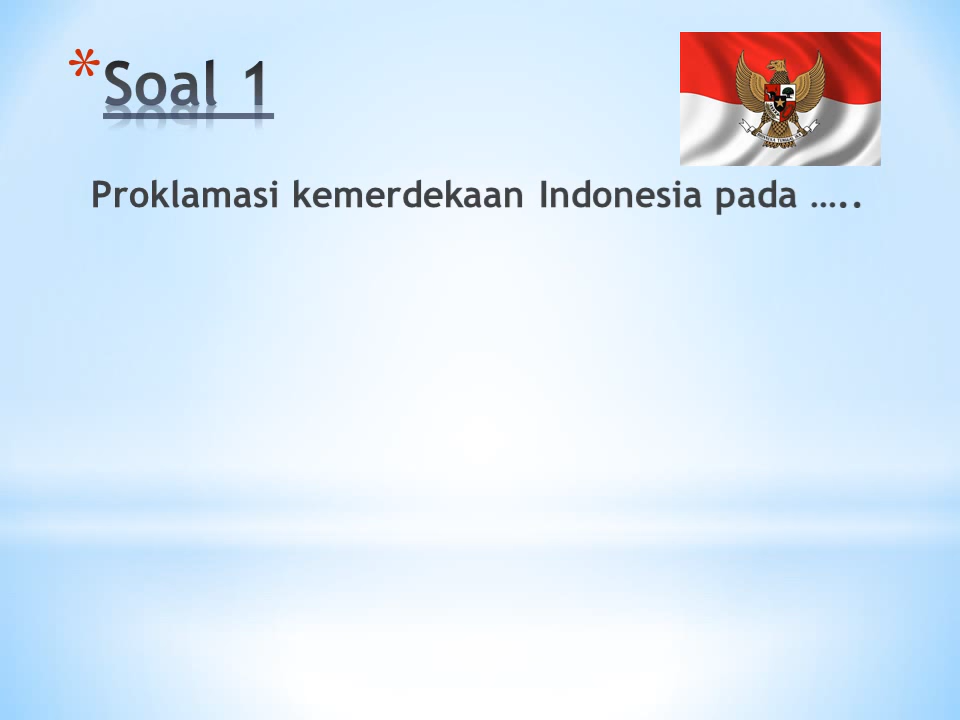 * Soal 1
Proklamasi kemerdekaan Indonesia pada …..